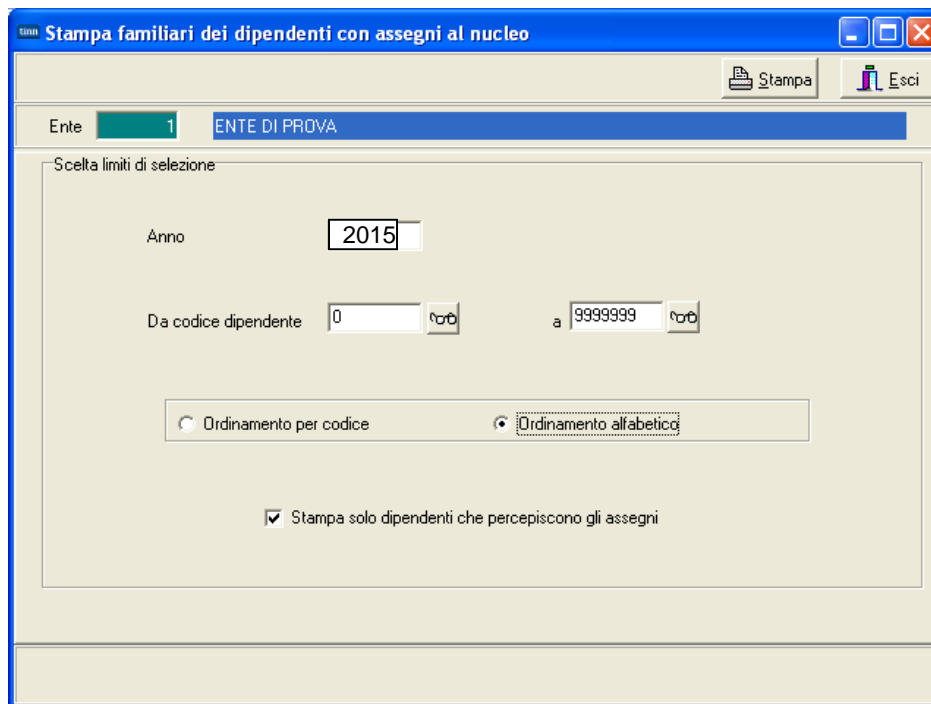 tinn Stampa familiari dei dipendenti con assegni al nucleo
Stampa Esci
Ente 1 ENTE DI PROVA
Scelta limiti di selezione
Anno 2015
Da codice dipendente 0 a 9999999
Ordinamento per codice Ordinamento alfabetico
Stampa solo dipendenti che percepiscono gli assegni